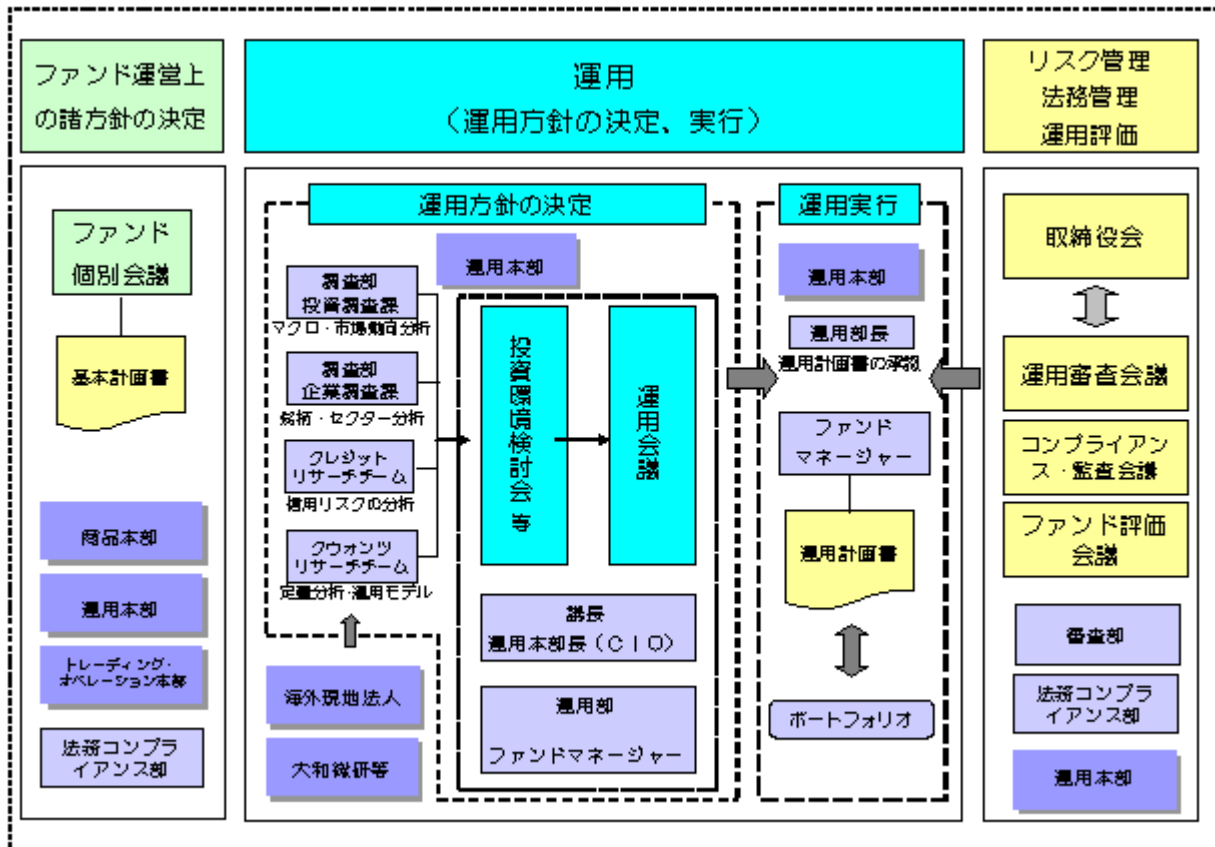 ファンド運営上
の諸方針の決定
運用
（運用方針の決定、実行）
リスク管理
法務管理
運用評価
ファンド
個別会議
基本計画書
商品本部
運用本部
トレーディング・
オペレーション本部
法務コンプラ
イアンス部
運用方針の決定
運用本部
調査部
投資調査課
マクロ・市場動向分析
調査部
企業調査課
銘柄・セクター分析
クレジット
リサーチチーム
信用リスクの分析
クウォンツ
リサーチチーム
定量分析・運用モデル
海外現地法人
大和総研等
投資環境検討会 等
運用会議
議長
運用本部長（ＣＩＯ）
運用部
ファンドマネージャー
運用実行
運用本部
運用部長
運用計画書の承認
ファンド
マネージャー
運用計画書
ポートフォリオ
取締役会
運用審査会議
コンプライアン
ス・監査会議
ファンド評価
会議
審査部
法務コンプラ
イアンス部
運用本部